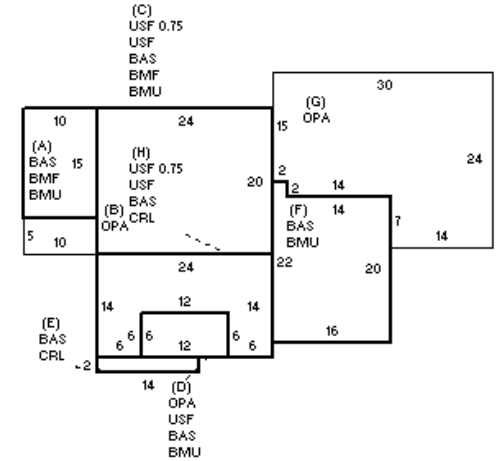 (C)
USF 0.75
USF
BAS
BMF
BMU
30
(G)
OPA
10
24
15
24
(A)
BAS
BMF
BMU
15
(H)
USF 0.75
USF
BAS
CRL
20
2
2
14
14
(B)
OPA
(F)
BAS
BMU
7
14
5
10
24
22
20
14
12
14
6
6
6
12
6
6
16
(E)
BAS
CRL
2
14
(D)
OPA
USF
BAS
BMU